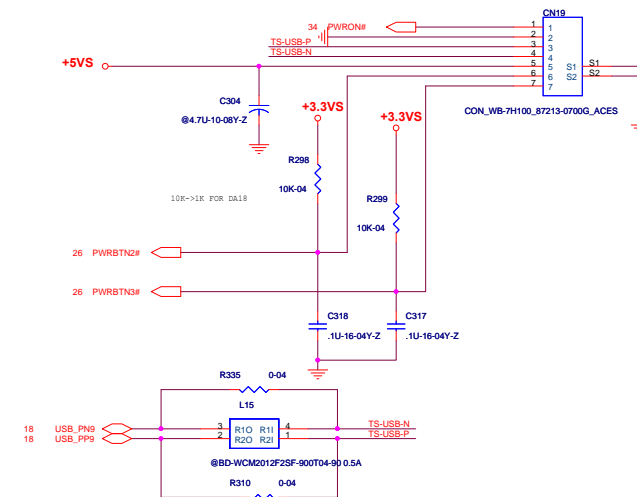 CN19
34 PWRON#
1 1
2 2
TS-USB-P 3 3
TS-USB-N 4 4
+5VS 5 5 S1 S1
6 6 S2 S2
7 7
C304
@4.7U-10-08Y-Z
+3.3VS
+3.3VS
CON_WB-7H100_87213-0700G_ACES
R298
10K-04
10K->1K FOR DA18
R299
10K-04
26 PWRBTN2#
26 PWRBTN3#
C318
.1U-16-04Y-Z
C317
.1U-16-04Y-Z
R335 0-04
L15
18 USB_PN9 3 R1O R1I 4 TS-USB-N
18 USB_PP9 2 R2O R2I 1 TS-USB-P
@BD-WCM2012F2SF-900T04-90 0.5A
R310 0-04